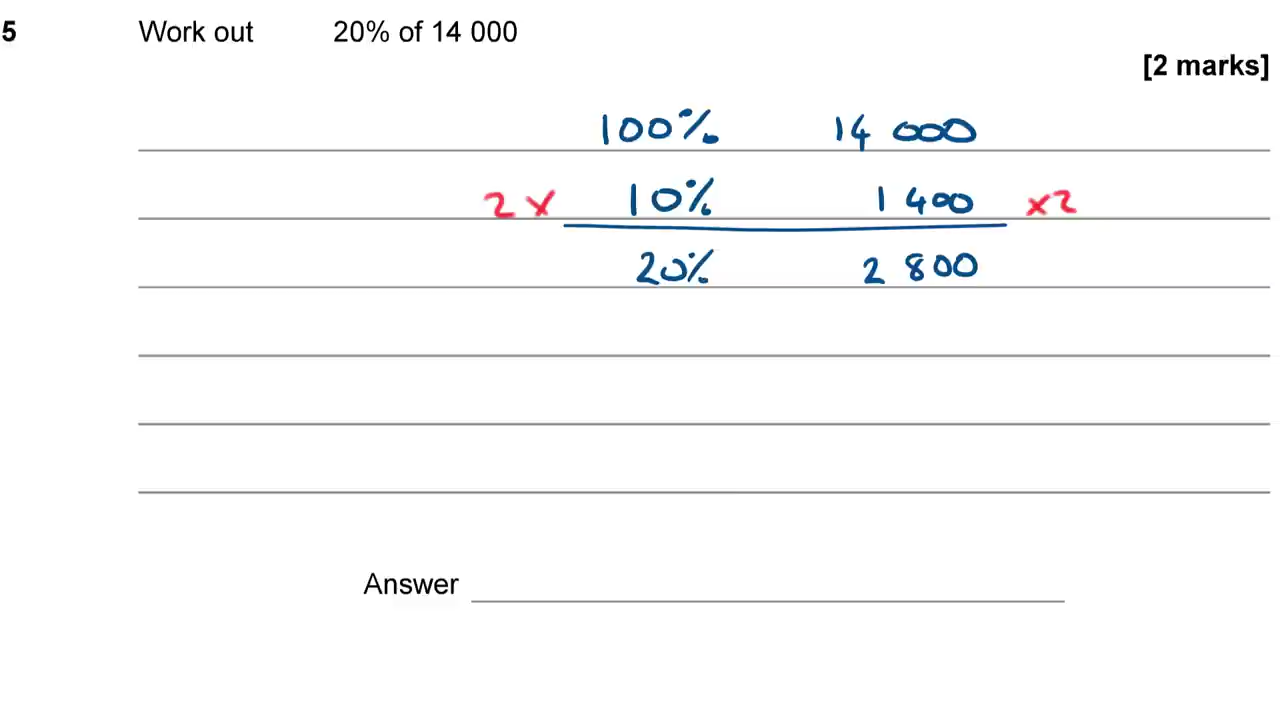 5 Work out 20% of 14 000
[2 marks]
100% 14 000
2 × 10% 1 400 ×2
20% 2 800
Answer